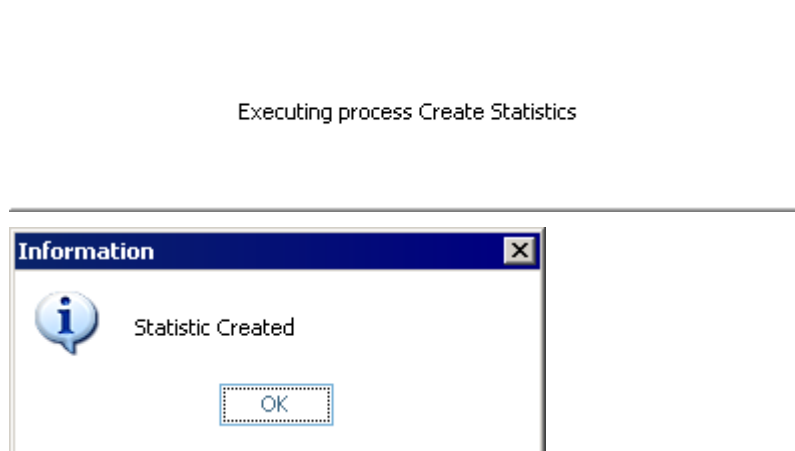 Executing process Create Statistics
Information
Statistic Created
OK